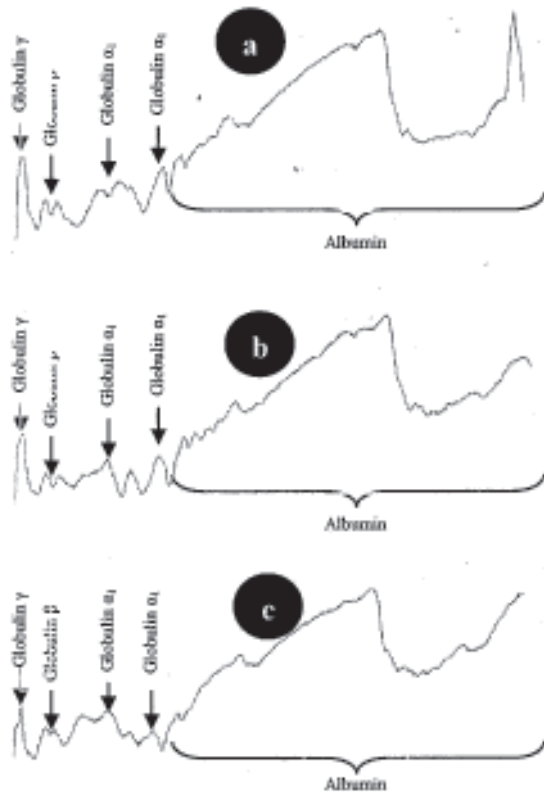 Globulin γ
Globulin α₁
Globulin α₁
a
Albumin
Globulin γ
Globulin α₁
Globulin α₁
b
Albumin
Globulin γ
Globulin β
Globulin α₁
Globulin α₁
c
Albumin